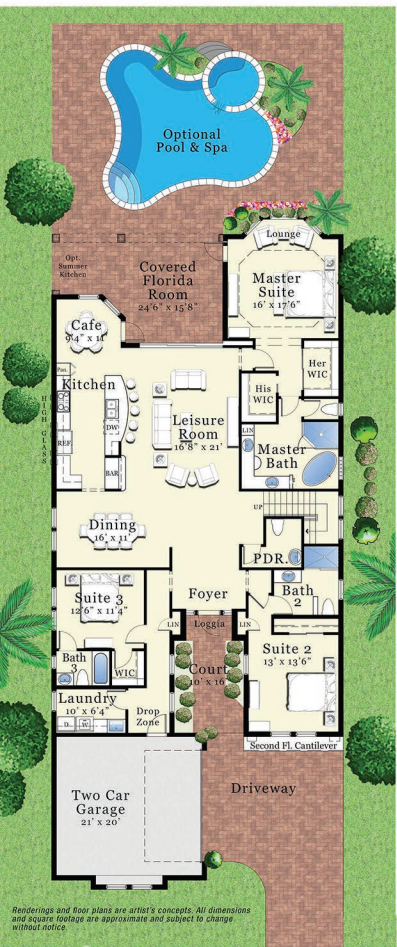 Optional
Pool & Spa
Lounge
Opt.
Summer
Kitchen
Covered
Florida
Room
24'6" x 15'8"
Master
Suite
16' x 17'6"
Cafe
9'4" x 11'
Pan.
Kitchen
Her
WIC
His
WIC
HIGH GLASS
DW
REF.
BAR
Leisure
Room
16'8" x 21'
LIN
Master
Bath
UP
Dining
16' x 11'
PDR.
Suite 3
12'6" x 11'4"
Foyer
Bath
2
LIN
Loggia
LIN
Bath
3
WIC
Court
10' x 16'
Suite 2
13' x 13'6"
Laundry
10' x 6'4"
D
W
Drop
Zone
Second Fl. Cantilever
Two Car
Garage
21' x 20'
Driveway
Renderings and floor plans are artist's concepts. All dimensions
and square footage are approximate and subject to change
without notice.